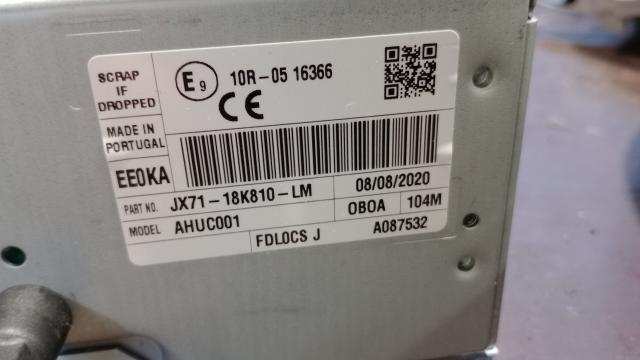 SCRAP
IF
DROPPED
E9
10R-05 16366
CE
MADE IN
PORTUGAL
EE0KA
PART NO. JX71-18K810-LM
08/08/2020
MODEL AHUC001
0B0A
104M
FDL0CS J
A087532